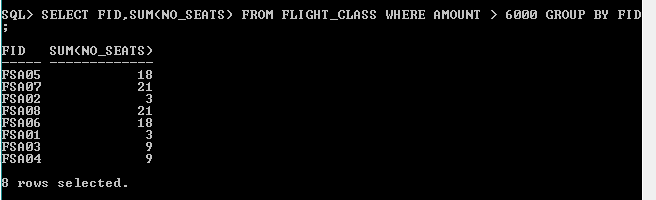 SQL> SELECT FID,SUM(NO_SEATS) FROM FLIGHT_CLASS WHERE AMOUNT > 6000 GROUP BY FID
;
FID SUM(NO_SEATS)
----- -------------
FSA05 18
FSA07 21
FSA02 3
FSA08 21
FSA06 18
FSA01 3
FSA03 9
FSA04 9
8 rows selected.